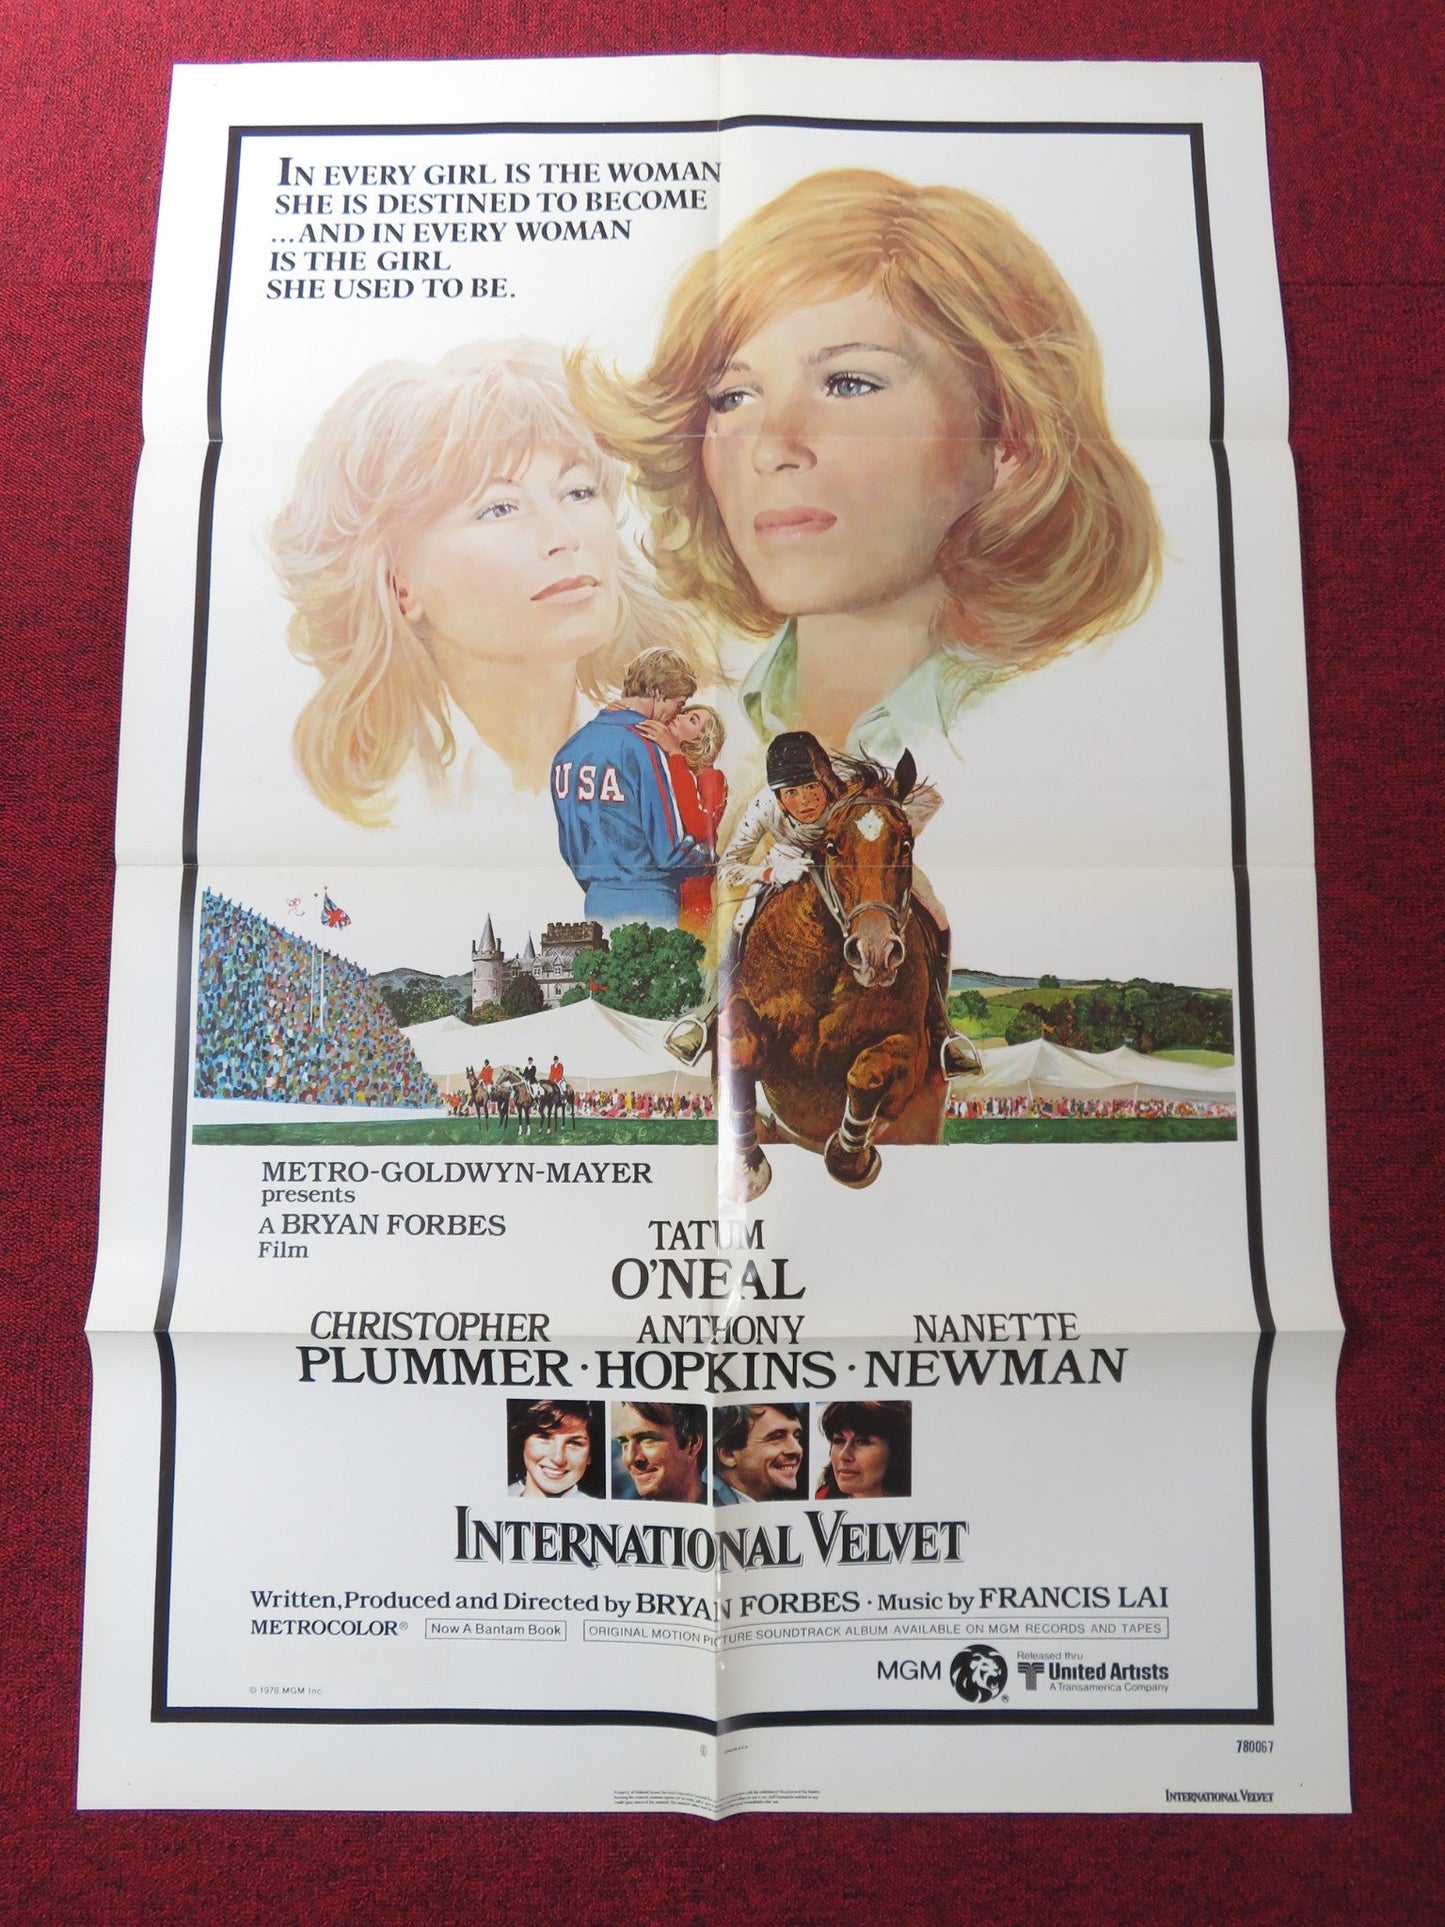 IN EVERY GIRL IS THE WOMAN
SHE IS DESTINED TO BECOME
...AND IN EVERY WOMAN
IS THE GIRL
SHE USED TO BE.
USA
METRO-GOLDWYN-MAYER
presents
A BRYAN FORBES
Film
TATUM
O'NEAL
CHRISTOPHER ANTHONY NANETTE
PLUMMER · HOPKINS · NEWMAN
INTERNATIONAL VELVET
Written, Produced and Directed by BRYAN FORBES · Music by FRANCIS LAI
METROCOLOR® Now A Bantam Book ORIGINAL MOTION PICTURE SOUNDTRACK ALBUM AVAILABLE ON MGM RECORDS AND TAPES
MGM ® Released thru
United Artists
A Transamerica Company
© 1978 MGM Inc
780067
INTERNATIONAL VELVET